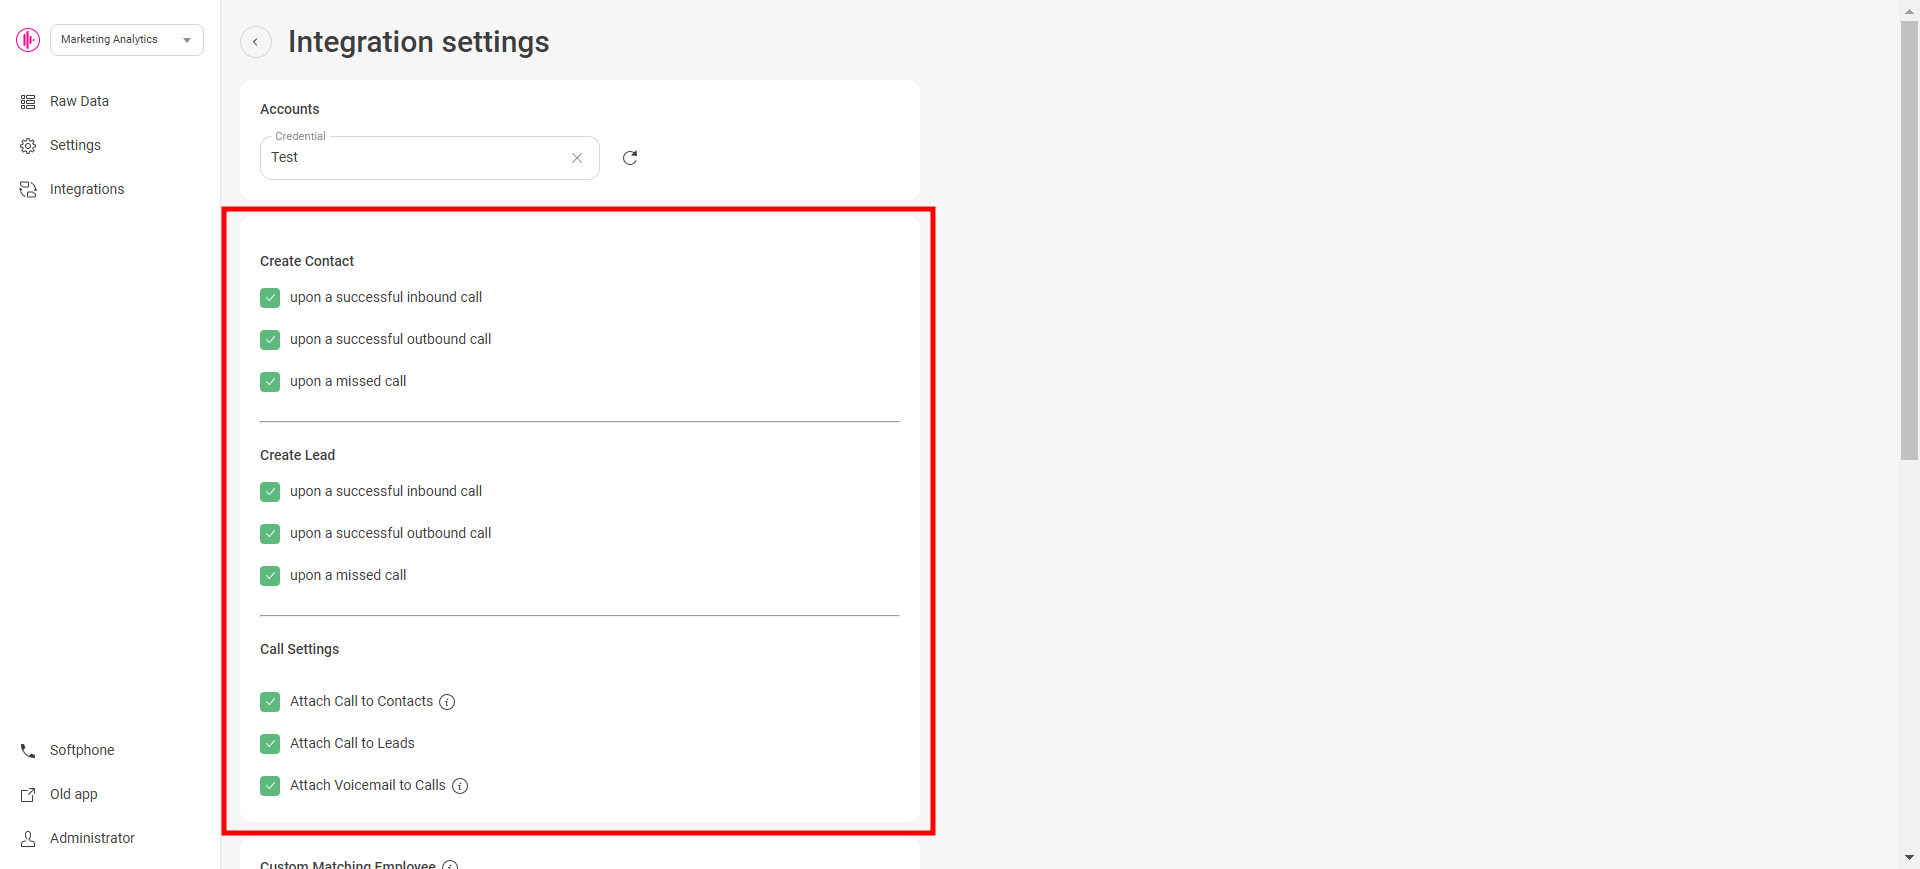 Marketing Analytics
Raw Data
Settings
Integrations
Softphone
Old app
Administrator
Integration settings
Accounts
Credential
Test
Create Contact
upon a successful inbound call
upon a successful outbound call
upon a missed call
Create Lead
upon a successful inbound call
upon a successful outbound call
upon a missed call
Call Settings
Attach Call to Contacts
Attach Call to Leads
Attach Voicemail to Calls
Custom Matching Employee